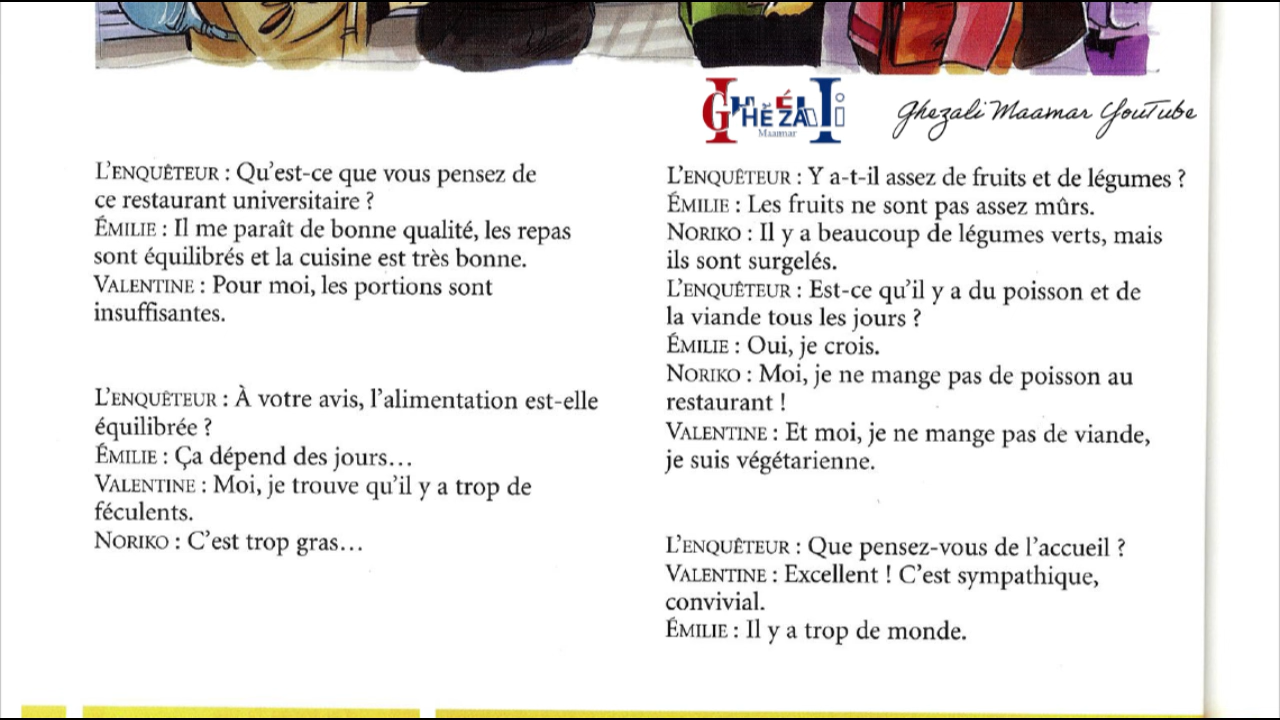 GHĚZALi
Maamar
Ghezali Maamar YouTube
L'ENQUÊTEUR : Qu'est-ce que vous pensez de
ce restaurant universitaire ?
ÉMILIE : Il me paraît de bonne qualité, les repas
sont équilibrés et la cuisine est très bonne.
VALENTINE : Pour moi, les portions sont
insuffisantes.
L'ENQUÊTEUR : À votre avis, l'alimentation est-elle
équilibrée ?
ÉMILIE : Ça dépend des jours…
VALENTINE : Moi, je trouve qu'il y a trop de
féculents.
NORIKO : C'est trop gras…
L'ENQUÊTEUR : Y a-t-il assez de fruits et de légumes ?
ÉMILIE : Les fruits ne sont pas assez mûrs.
NORIKO : Il y a beaucoup de légumes verts, mais
ils sont surgelés.
L'ENQUÊTEUR : Est-ce qu'il y a du poisson et de
la viande tous les jours ?
ÉMILIE : Oui, je crois.
NORIKO : Moi, je ne mange pas de poisson au
restaurant !
VALENTINE : Et moi, je ne mange pas de viande,
je suis végétarienne.
L'ENQUÊTEUR : Que pensez-vous de l'accueil ?
VALENTINE : Excellent ! C'est sympathique,
convivial.
ÉMILIE : Il y a trop de monde.